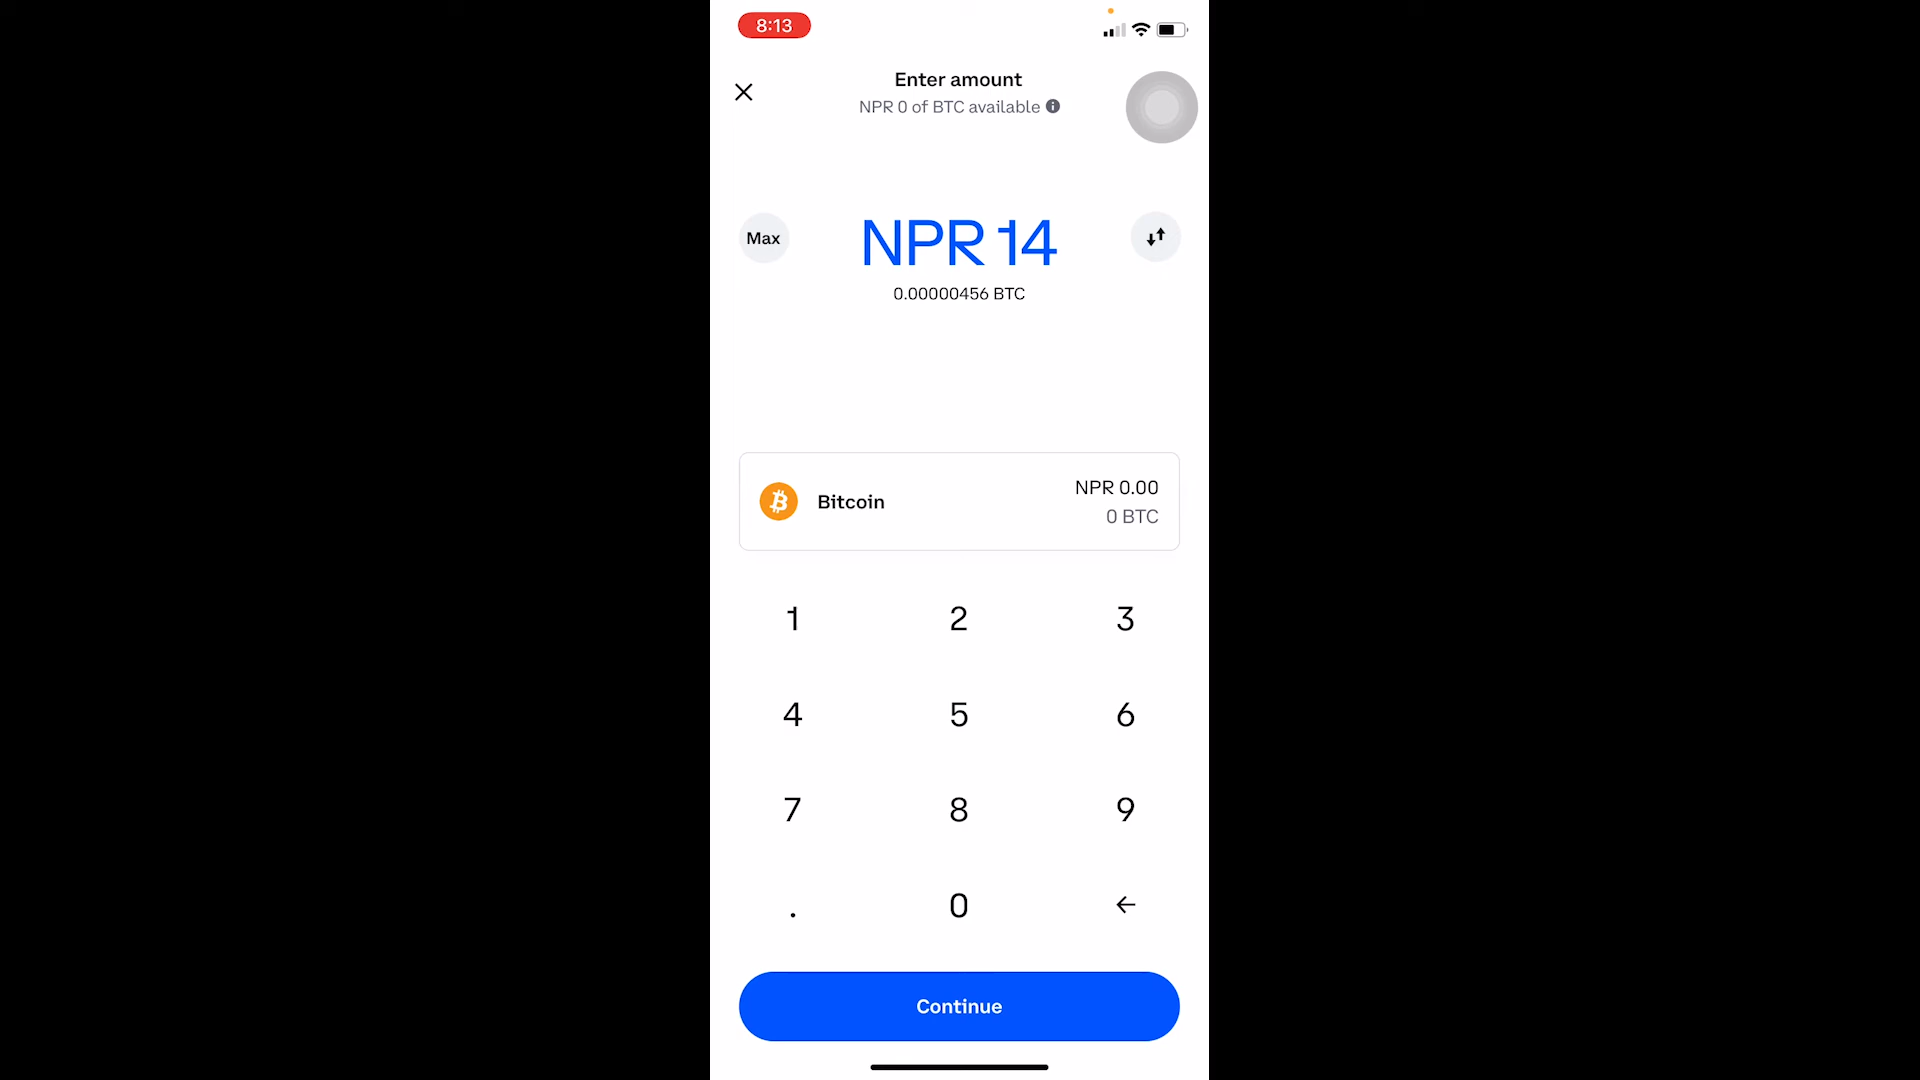 8:13
Enter amount
NPR 0 of BTC available
Max
NPR 14
0.00000456 BTC
Bitcoin
NPR 0.00
0 BTC
1 2 3
4 5 6
7 8 9
. 0
Continue